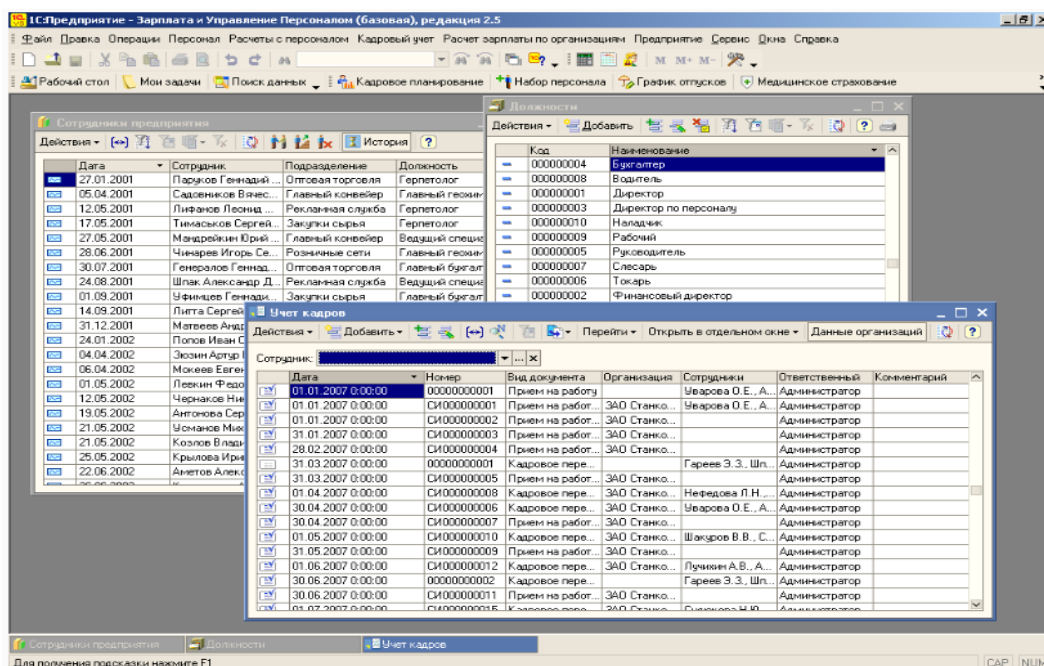 1С:Предприятие - Зарплата и Управление Персоналом (базовая), редакция 2.5
Файл Правка Операции Персонал Расчеты с персоналом Кадровый учет Расчет зарплаты по организациям Предприятие Сервис Окна Справка
M M+ M-
Рабочий стол Мои задачи Поиск данных Кадровое планирование Набор персонала График отпусков Медицинское страхование
Сотрудники предприятия
Действия История
Дата Сотрудник Подразделение Должность
27.01.2001 Паруков Геннадий ... Оптовая торговля Герпетолог
05.04.2001 Садовников Вячес... Главный конвейер Главный геохим
12.05.2001 Лифанов Леонид ... Рекламная служба Герпетолог
17.05.2001 Тимаськов Сергей... Закупки сырья Герпетолог
27.05.2001 Мандрейкин Юрий ... Главный конвейер Ведущий специа
28.06.2001 Чинарев Игорь Се... Розничные сети Главный геохим
30.07.2001 Генералов Геннад... Оптовая торговля Главный бухгал
24.08.2001 Шпак Александр Д... Рекламная служба Ведущий специа
01.09.2001 Уфимцев Геннади... Закупки сырья Главный бухгал
14.09.2001 Литта Сергей
31.12.2001 Матвеев Андр
24.01.2002 Попов Иван С
04.04.2002 Зюзин Артур
06.04.2002 Мокеев Евген
01.05.2002 Левкин Федо
12.05.2002 Чернаков Ни
19.05.2002 Антонова Сер
21.05.2002 Усманов Мих
21.05.2002 Козлов Влади
25.05.2002 Крылова Ири
22.06.2002 Аметов Алекс
Должности
Действия Добавить
Код Наименование
000000004 Бухгалтер
000000008 Водитель
000000001 Директор
000000003 Директор по персоналу
000000010 Наладчик
000000009 Рабочий
000000005 Руководитель
000000007 Слесарь
000000006 Токарь
000000002 Финансовый директор
Учет кадров
Действия Добавить Перейти Открыть в отдельном окне Данные организаций
Сотрудник:
Дата Номер Вид документа Организация Сотрудники Ответственный Комментарий
01.01.2007 0:00:00 00000000001 Прием на работу Уварова О.Е., А... Администратор
01.01.2007 0:00:00 СИ000000001 Прием на работ... ЗАО Станко... Уварова О.Е., А... Администратор
01.01.2007 0:00:00 СИ000000002 Прием на работ... ЗАО Станко... Администратор
31.01.2007 0:00:00 СИ000000003 Прием на работ... ЗАО Станко... Администратор
28.02.2007 0:00:00 СИ000000004 Прием на работ... ЗАО Станко... Администратор
31.03.2007 0:00:00 00000000001 Кадровое пере... Гареев Э.З., Шп... Администратор
31.03.2007 0:00:00 СИ000000005 Прием на работ... ЗАО Станко... Администратор
01.04.2007 0:00:00 СИ000000008 Кадровое пере... ЗАО Станко... Нефедова Л.Н.,... Администратор
30.04.2007 0:00:00 СИ000000006 Кадровое пере... ЗАО Станко... Уварова О.Е., А... Администратор
30.04.2007 0:00:00 СИ000000007 Прием на работ... ЗАО Станко... Администратор
01.05.2007 0:00:00 СИ000000010 Кадровое пере... ЗАО Станко... Шакуров В.В., С... Администратор
31.05.2007 0:00:00 СИ000000009 Прием на работ... ЗАО Станко... Администратор
01.06.2007 0:00:00 СИ000000012 Кадровое пере... ЗАО Станко... Лучихин А.В., А... Администратор
30.06.2007 0:00:00 00000000002 Кадровое пере... Гареев Э.З., Шп... Администратор
30.06.2007 0:00:00 СИ000000011 Прием на работ... ЗАО Станко... Администратор
01.07.2007 0:00:00 СИ000000015 Кадровое пере... ЗАО Станко... Администратор
Сотрудники предприятия Должности Учет кадров
Для получения подсказки нажмите F1 CAP NUM